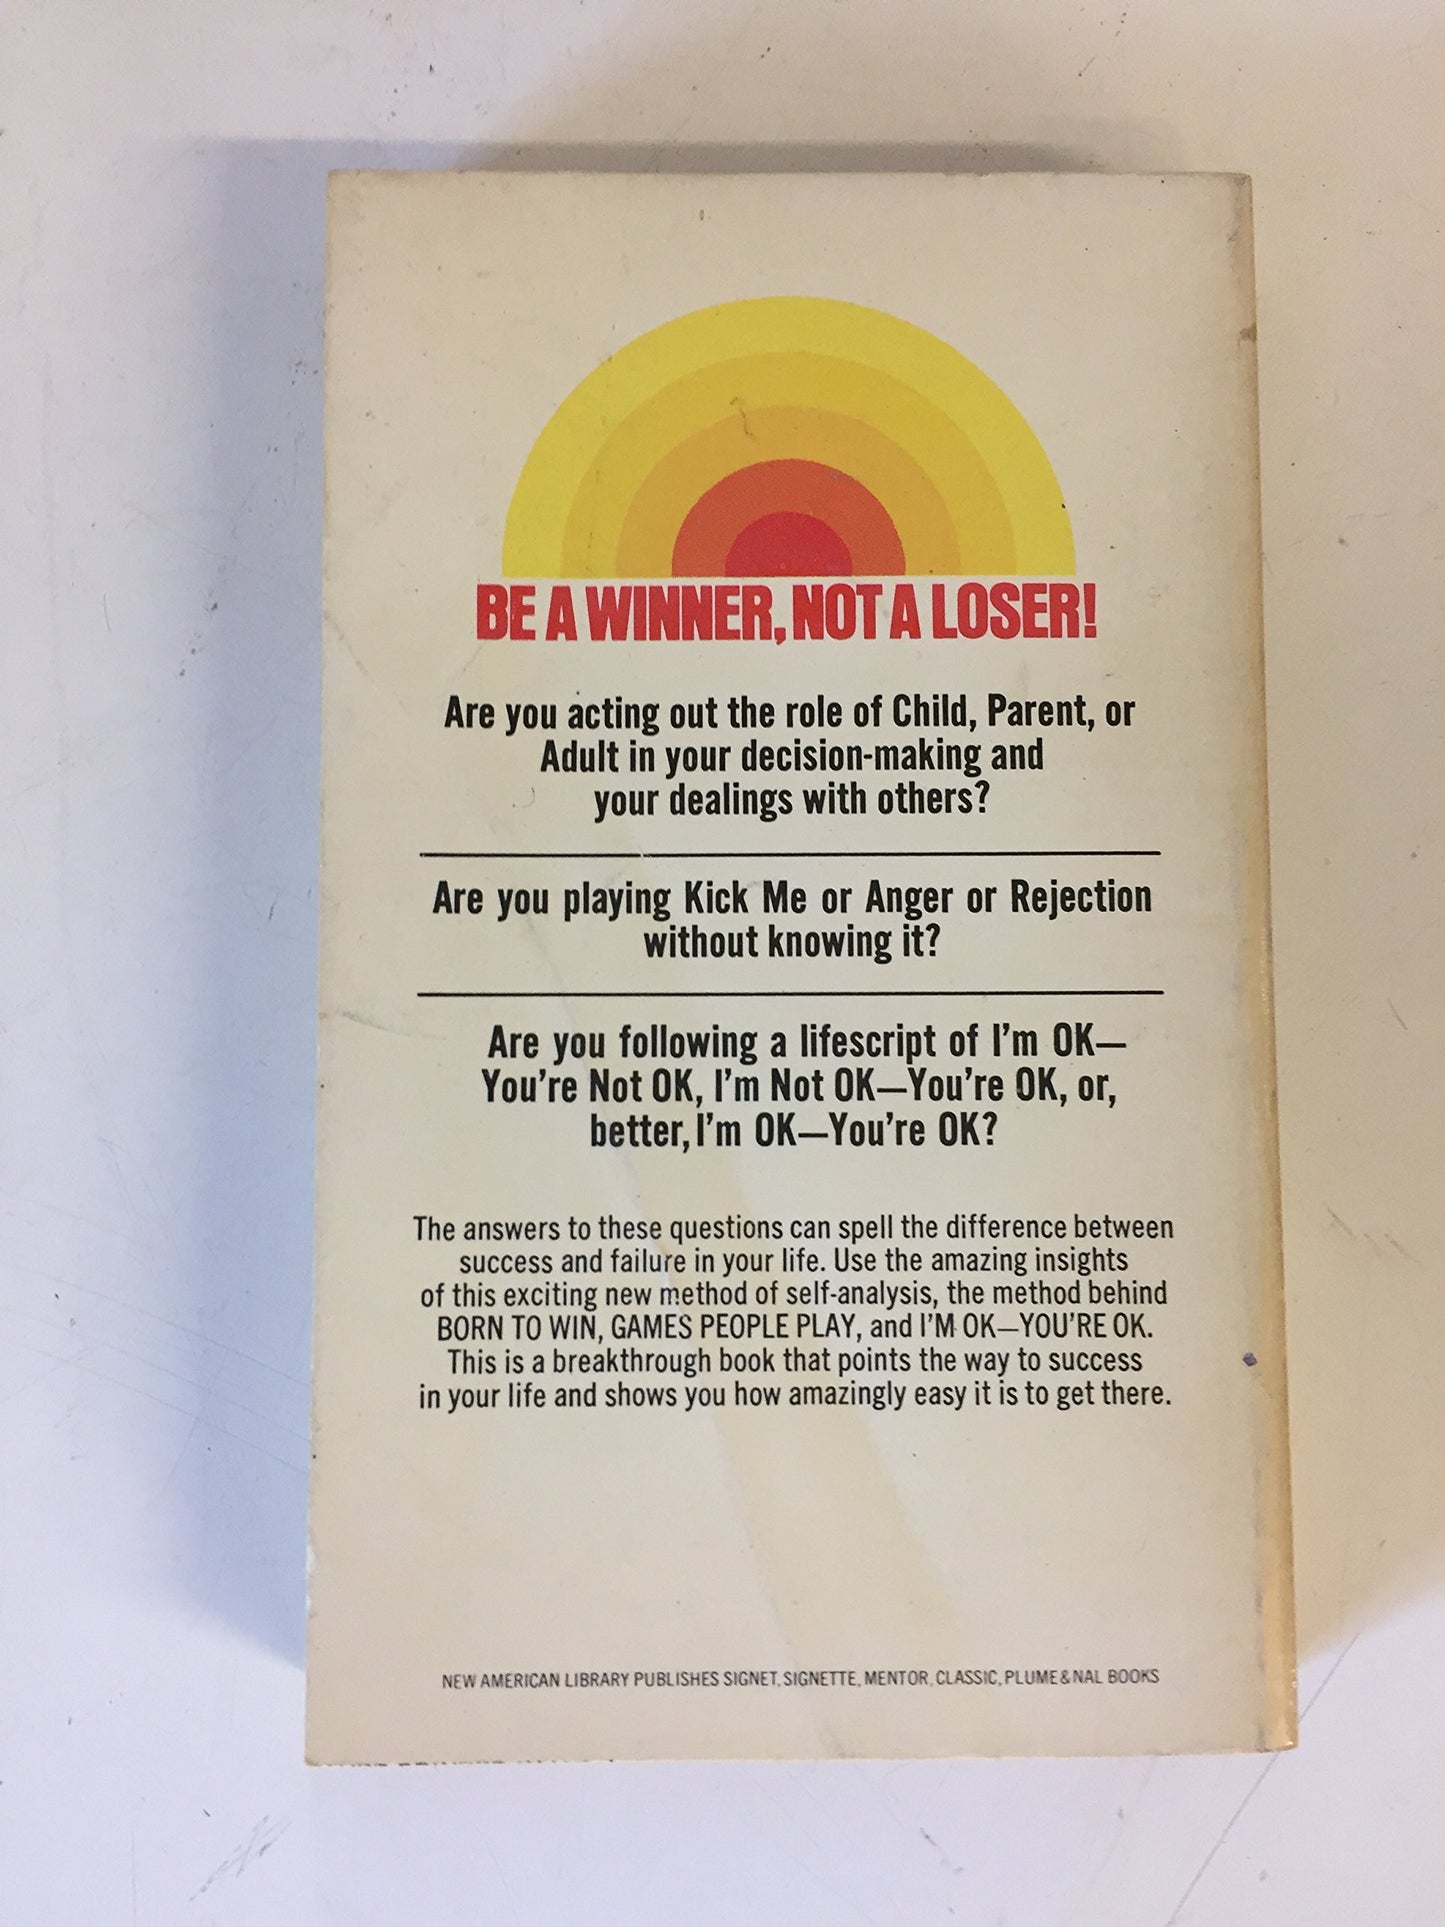 BE A WINNER, NOT A LOSER!
Are you acting out the role of Child, Parent, or
Adult in your decision-making and
your dealings with others?
Are you playing Kick Me or Anger or Rejection
without knowing it?
Are you following a lifescript of I'm OK—
You're Not OK, I'm Not OK—You're OK, or,
better, I'm OK—You're OK?
The answers to these questions can spell the difference between
success and failure in your life. Use the amazing insights
of this exciting new method of self-analysis, the method behind
BORN TO WIN, GAMES PEOPLE PLAY, and I'M OK—YOU'RE OK.
This is a breakthrough book that points the way to success
in your life and shows you how amazingly easy it is to get there.
NEW AMERICAN LIBRARY PUBLISHES SIGNET, SIGNETTE, MENTOR, CLASSIC, PLUME & NAL BOOKS